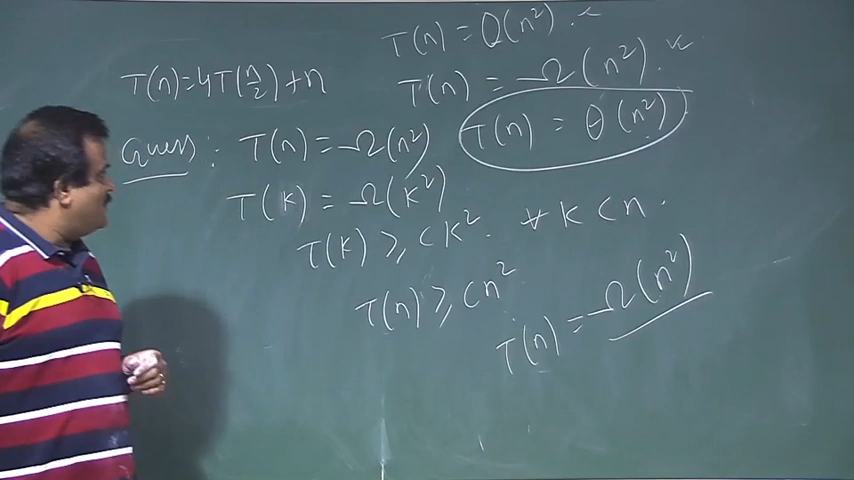 T(n) = O(n²).
T(n) = 4T(n/2) + n
T(n) = Ω(n²).
T(n) = θ(n²)
Guess : T(n) = Ω(n²)
T(k) = Ω(k²)
T(k) ≥ ck². ∀ k < n.
T(n) ≥ cn²
T(n) = Ω(n²)